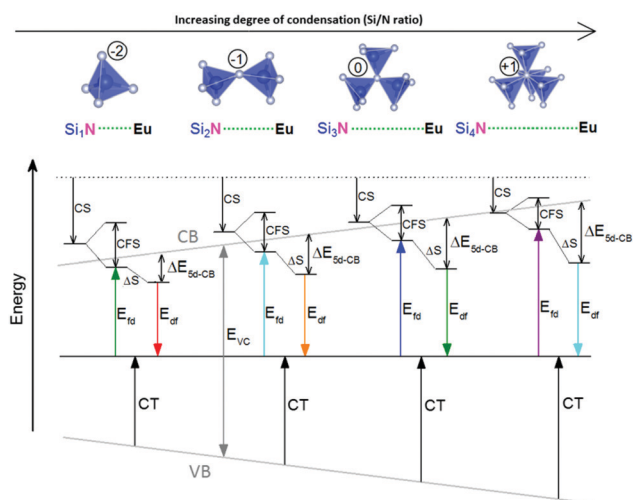 Increasing degree of condensation (Si/N ratio)
-2
-1
0
+1
Si₁N Eu
Si₂N Eu
Si₃N Eu
Si₄N Eu
Energy
CS
CFS
ΔS
ΔE5d-CB
Efd
Edf
CT
CB
EVC
VB
CS
CFS
ΔS
ΔE5d-CB
Efd
Edf
CT
CS
CFS
ΔS
ΔE5d-CB
Efd
Edf
CT
CS
CFS
ΔS
ΔE5d-CB
Efd
Edf
CT